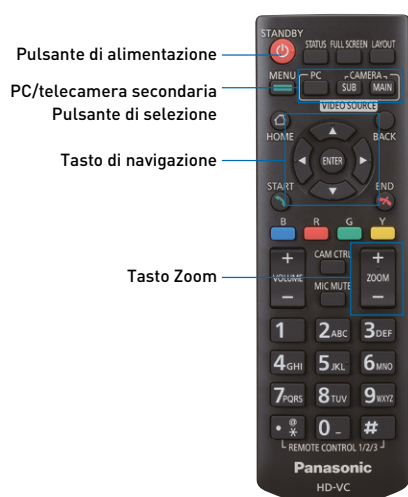 STANDBY
Pulsante di alimentazione
STATUS FULL SCREEN LAYOUT
MENU PC CAMERA
PC/telecamera secondaria
Pulsante di selezione
SUB MAIN
VIDEO SOURCE
HOME BACK
Tasto di navigazione
ENTER
START END
B R G Y
+ CAM CTRL +
Tasto Zoom
VOLUME ZOOM
- MIC MUTE -
1 2ABC 3DEF
4GHI 5JKL 6MNO
7PQRS 8TUV 9WXYZ
. @ * 0 - #
REMOTE CONTROL 1/2/3
Panasonic
HD-VC